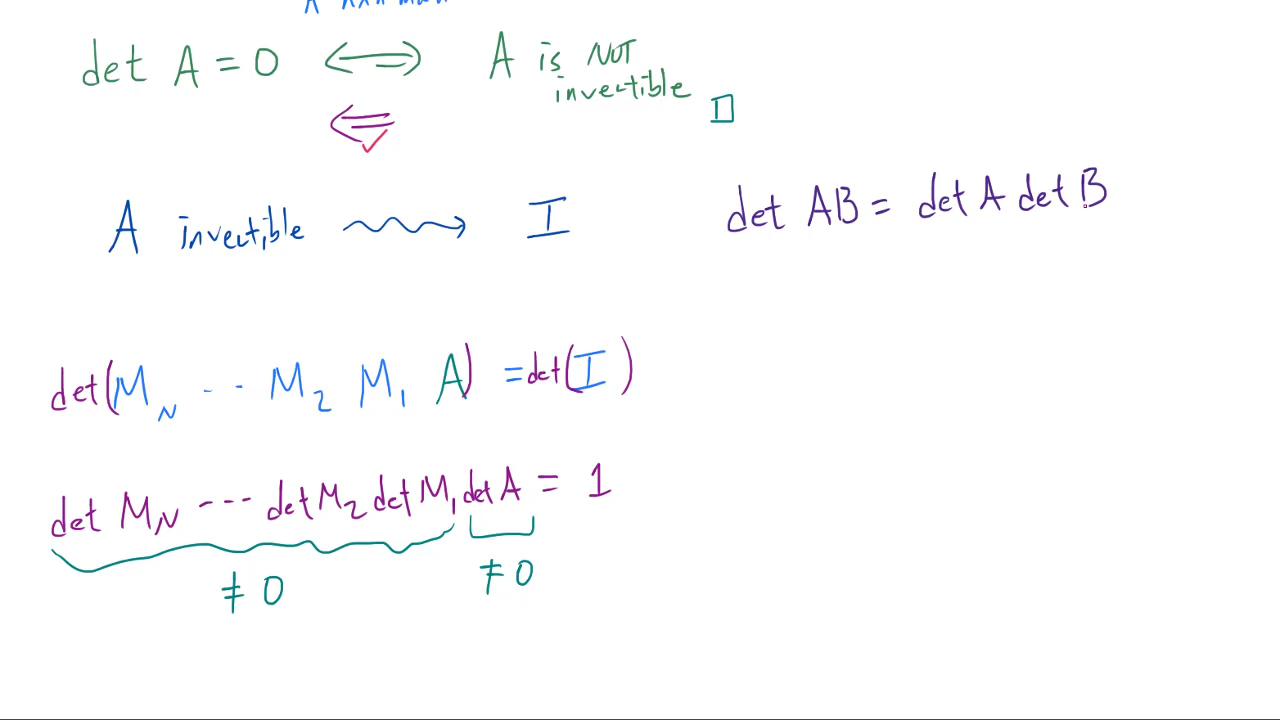 det A = 0 ⟺ A is NOT
invertible
⟸ ✓
A invertible ⇝ I
det AB = det A det B
det(M_N ... M_2 M_1 A) = det(I)
det M_N ... det M_2 det M_1 det A = 1
≠ 0 ≠ 0